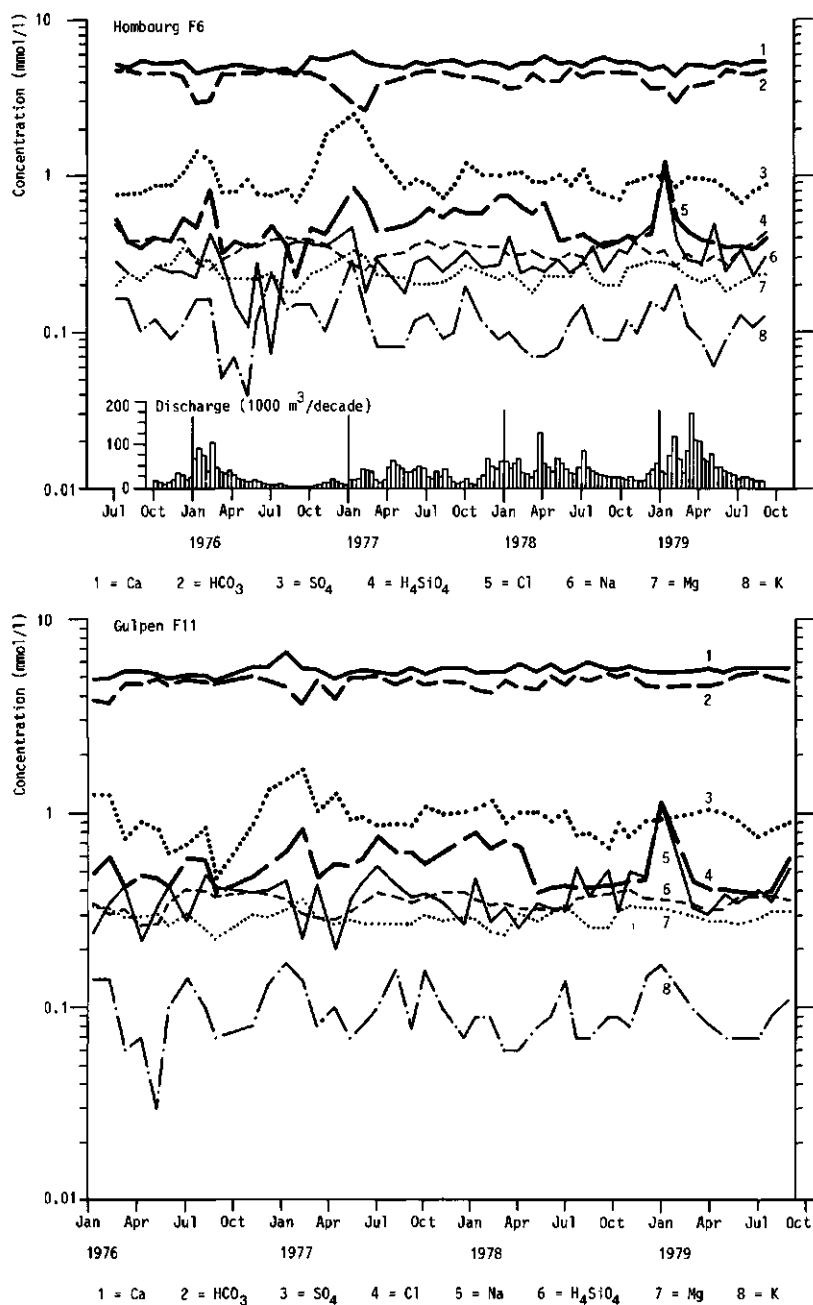 Hombourg F6
Concentration (mmol/l)
10
1
0.1
0.01
1
2
3
4
5
6
7
8
Discharge (1000 m³/decade)
200
100
0
Jul Oct Jan Apr Jul Oct Jan Apr Jul Oct Jan Apr Jul Oct Jan Apr Jul Oct
1976 1977 1978 1979
1 = Ca 2 = HCO₃ 3 = SO₄ 4 = H₄SiO₄ 5 = Cl 6 = Na 7 = Mg 8 = K
Gulpen F11
Concentration (mmol/l)
10
1
0.1
0.01
1
2
3
5
4
6
7
8
Jan Apr Jul Oct Jan Apr Jul Oct Jan Apr Jul Oct Jan Apr Jul Oct
1976 1977 1978 1979
1 = Ca 2 = HCO₃ 3 = SO₄ 4 = Cl 5 = Na 6 = H₄SiO₄ 7 = Mg 8 = K